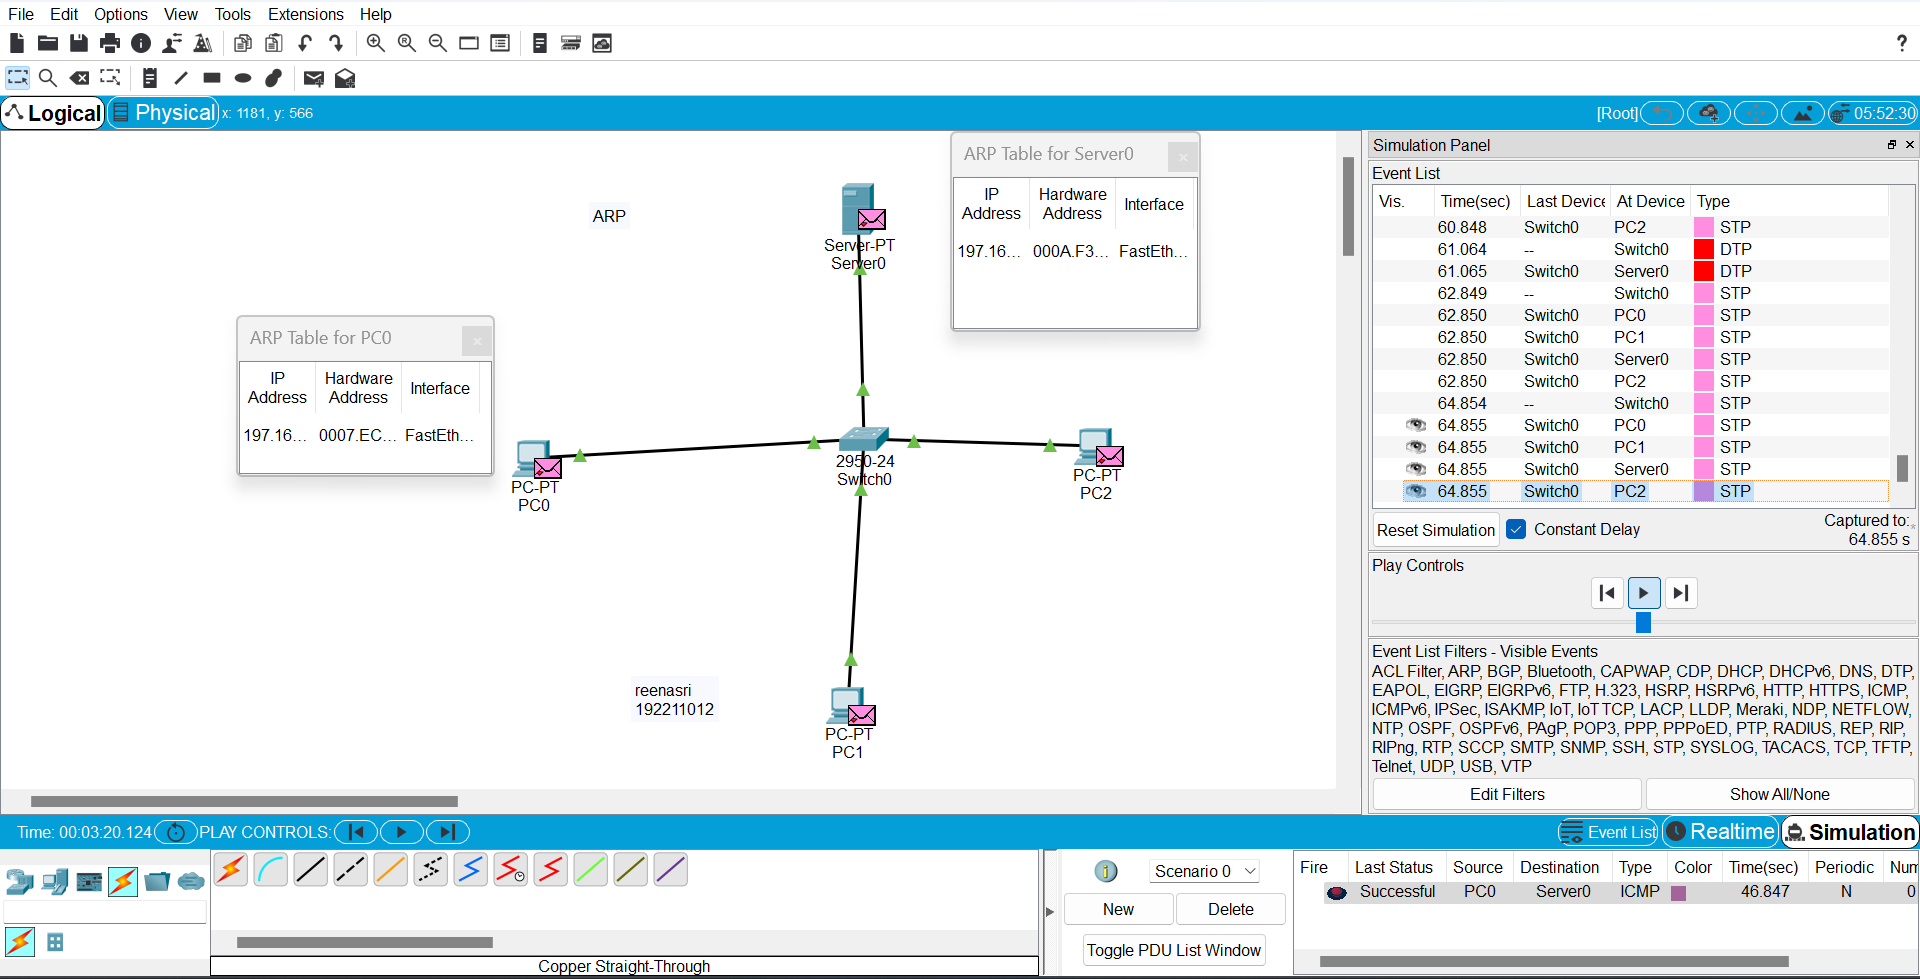 File Edit Options View Tools Extensions Help
?
Logical Physical x: 1181, y: 566 [Root] 05:52:30
ARP
Server-PT
Server0
ARP Table for Server0
IP Address Hardware Address Interface
197.16... 000A.F3... FastEth...
ARP Table for PC0
IP Address Hardware Address Interface
197.16... 0007.EC... FastEth...
PC-PT
PC0
2950-24
Switch0
PC-PT
PC2
reenasri
192211012
PC-PT
PC1
Simulation Panel
Event List
Vis. Time(sec) Last Device At Device Type
60.848 Switch0 PC2 STP
61.064 -- Switch0 DTP
61.065 Switch0 Server0 DTP
62.849 -- Switch0 STP
62.850 Switch0 PC0 STP
62.850 Switch0 PC1 STP
62.850 Switch0 Server0 STP
62.850 Switch0 PC2 STP
64.854 -- Switch0 STP
64.855 Switch0 PC0 STP
64.855 Switch0 PC1 STP
64.855 Switch0 Server0 STP
64.855 Switch0 PC2 STP
Reset Simulation Constant Delay Captured to:
64.855 s
Play Controls
Event List Filters - Visible Events
ACL Filter, ARP, BGP, Bluetooth, CAPWAP, CDP, DHCP, DHCPv6, DNS, DTP,
EAPOL, EIGRP, EIGRPv6, FTP, H.323, HSRP, HSRPv6, HTTP, HTTPS, ICMP,
ICMPv6, IPSec, ISAKMP, IoT, IoT TCP, LACP, LLDP, Meraki, NDP, NETFLOW,
NTP, OSPF, OSPFv6, PAgP, POP3, PPP, PPPoED, PTP, RADIUS, REP, RIP,
RIPng, RTP, SCCP, SMTP, SNMP, SSH, STP, SYSLOG, TACACS, TCP, TFTP,
Telnet, UDP, USB, VTP
Edit Filters Show All/None
Time: 00:03:20.124 PLAY CONTROLS: Event List Realtime Simulation
Copper Straight-Through
Scenario 0
New Delete
Toggle PDU List Window
Fire Last Status Source Destination Type Color Time(sec) Periodic Num
Successful PC0 Server0 ICMP 46.847 N 0